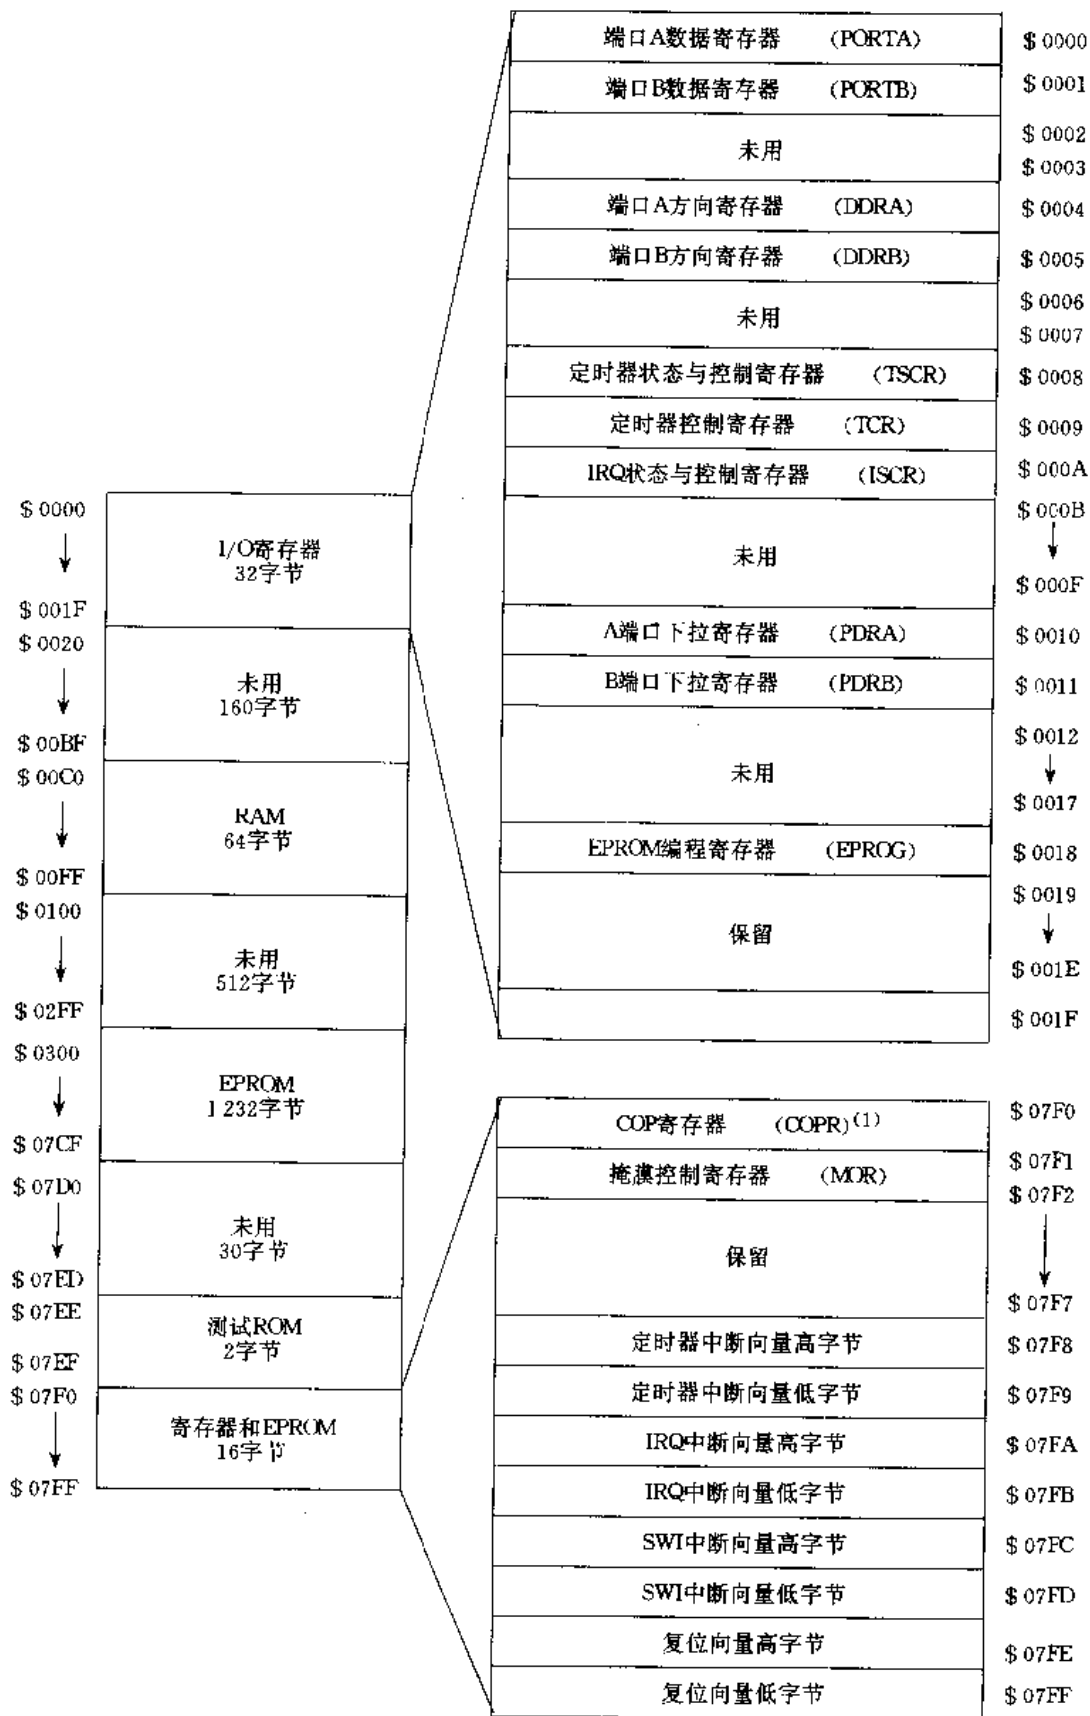 端口A数据寄存器 (PORTA) $0000
端口B数据寄存器 (PORTB) $0001
未用 $0002
$0003
端口A方向寄存器 (DDRA) $0004
端口B方向寄存器 (DDRB) $0005
未用 $0006
$0007
定时器状态与控制寄存器 (TSCR) $0008
定时器控制寄存器 (TCR) $0009
IRQ状态与控制寄存器 (ISCR) $000A
未用 $000B
$000F
A端口下拉寄存器 (PDRA) $0010
B端口下拉寄存器 (PDRB) $0011
未用 $0012
$0017
EPROM编程寄存器 (EPROG) $0018
保留 $0019
$001E
$001F
$0000
I/O寄存器
32字节
$001F
$0020
未用
160字节
$00BF
$00C0
RAM
64字节
$00FF
$0100
未用
512字节
$02FF
$0300
EPROM
1 232字节
$07CF
$07D0
未用
30字节
$07ED
$07EE
测试ROM
2字节
$07EF
$07F0
寄存器和EPROM
16字节
$07FF
COP寄存器 (COPR)(1) $07F0
掩膜控制寄存器 (MOR) $07F1
保留 $07F2
$07F7
定时器中断向量高字节 $07F8
定时器中断向量低字节 $07F9
IRQ中断向量高字节 $07FA
IRQ中断向量低字节 $07FB
SWI中断向量高字节 $07FC
SWI中断向量低字节 $07FD
复位向量高字节 $07FE
复位向量低字节 $07FF